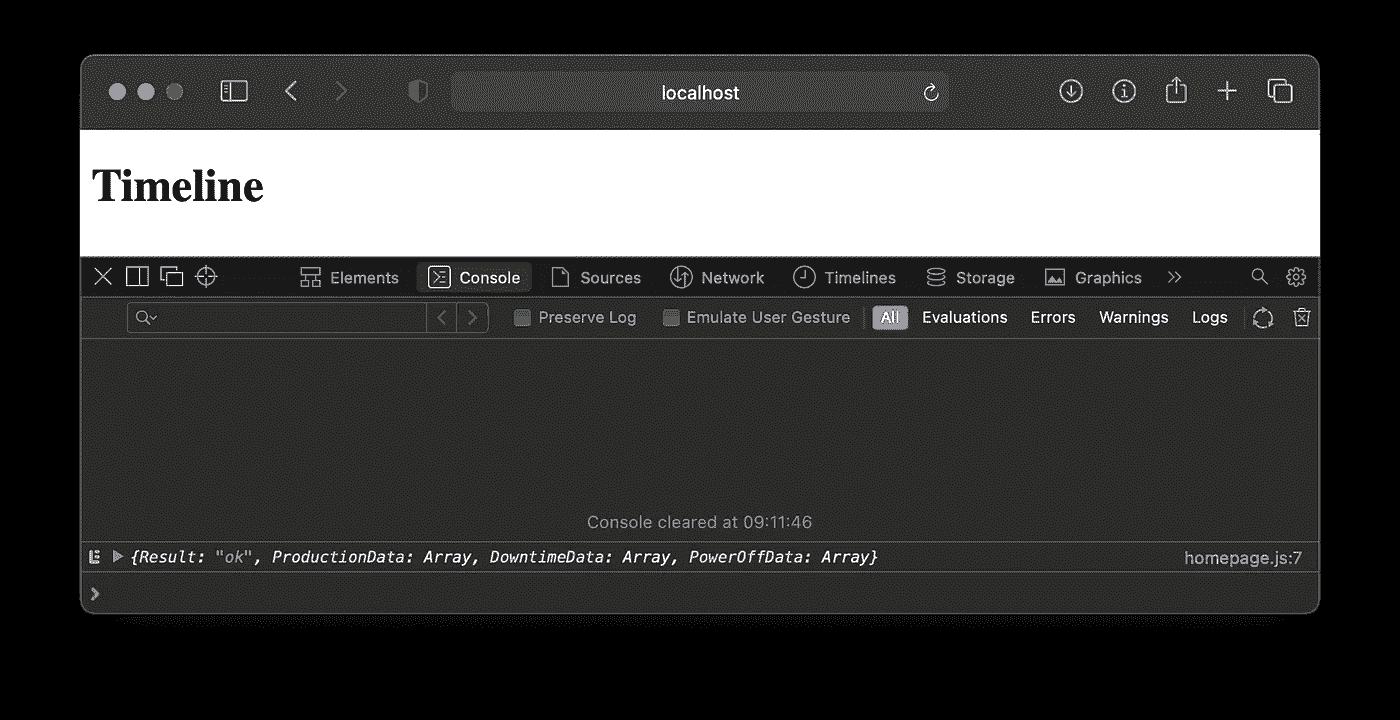 localhost
Timeline
Elements Console Sources Network Timelines Storage Graphics
Preserve Log Emulate User Gesture All Evaluations Errors Warnings Logs
Console cleared at 09:11:46
{Result: "ok", ProductionData: Array, DowntimeData: Array, PowerOffData: Array} homepage.js:7